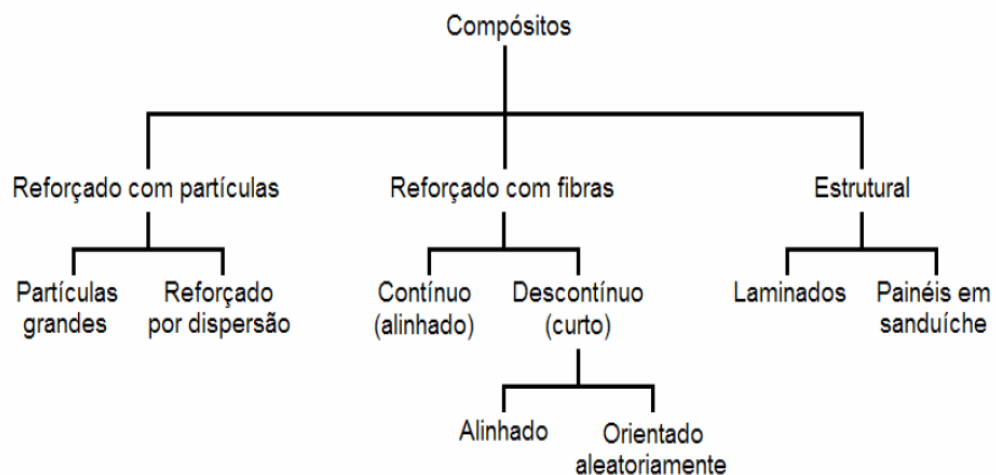 Compósitos
Reforçado com partículas
Reforçado com fibras
Estrutural
Partículas
grandes
Reforçado
por dispersão
Contínuo
(alinhado)
Descontínuo
(curto)
Laminados
Painéis em
sanduíche
Alinhado
Orientado
aleatoriamente